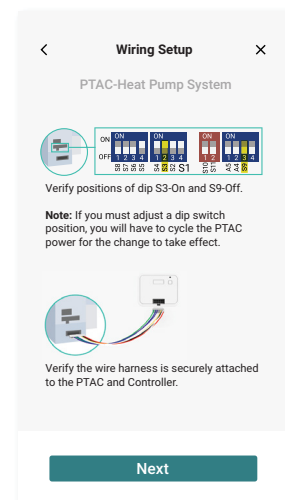 Wiring Setup
PTAC-Heat Pump System
ON ON ON ON ON
OFF 1 2 3 4 1 2 3 4 1 2 1 2 3 4
S8 S7 S6 S5 S4 S3 S2 S1 S10 S11 A5 A4 S9
Verify positions of dip S3-On and S9-Off.
Note: If you must adjust a dip switch
position, you will have to cycle the PTAC
power for the change to take effect.
Verify the wire harness is securely attached
to the PTAC and Controller.
Next